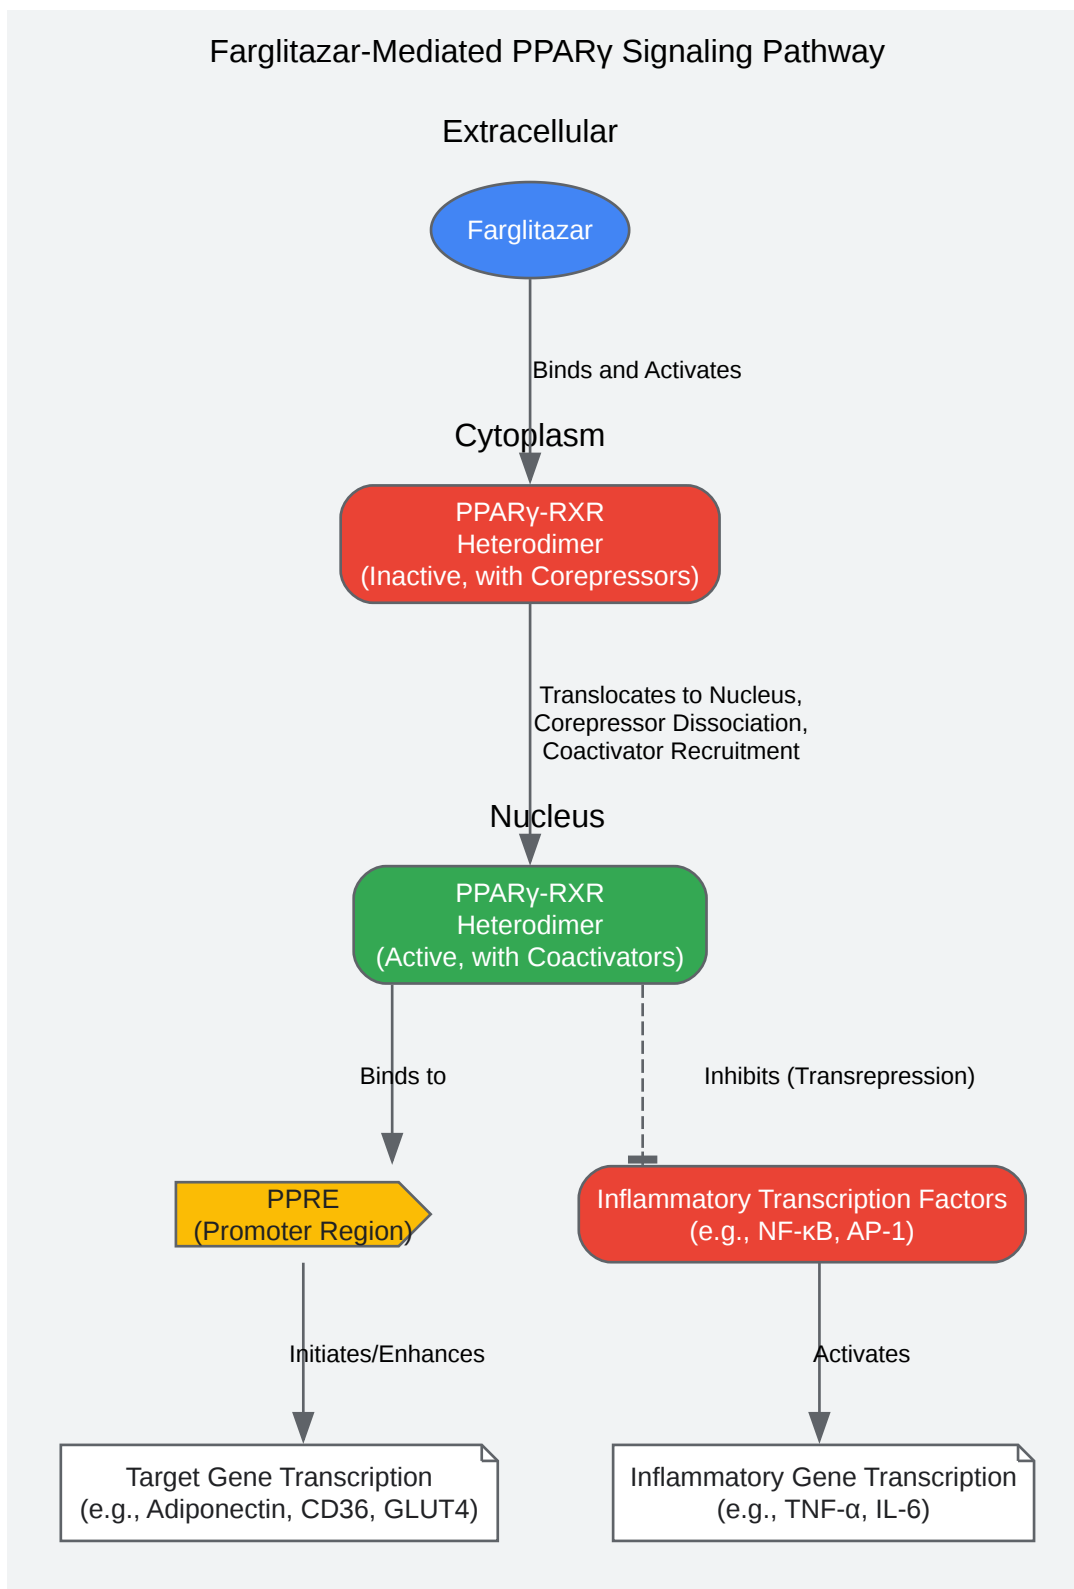 Farglitazar-Mediated PPARγ Signaling Pathway
Extracellular
Farglitazar
Binds and Activates
Cytoplasm
PPARγ-RXR
Heterodimer
(Inactive, with Corepressors)
Translocates to Nucleus,
Corepressor Dissociation,
Coactivator Recruitment
Nucleus
PPARγ-RXR
Heterodimer
(Active, with Coactivators)
Binds to
Inhibits (Transrepression)
PPRE
(Promoter Region)
Inflammatory Transcription Factors
(e.g., NF-κB, AP-1)
Initiates/Enhances
Activates
Target Gene Transcription
(e.g., Adiponectin, CD36, GLUT4)
Inflammatory Gene Transcription
(e.g., TNF-α, IL-6)